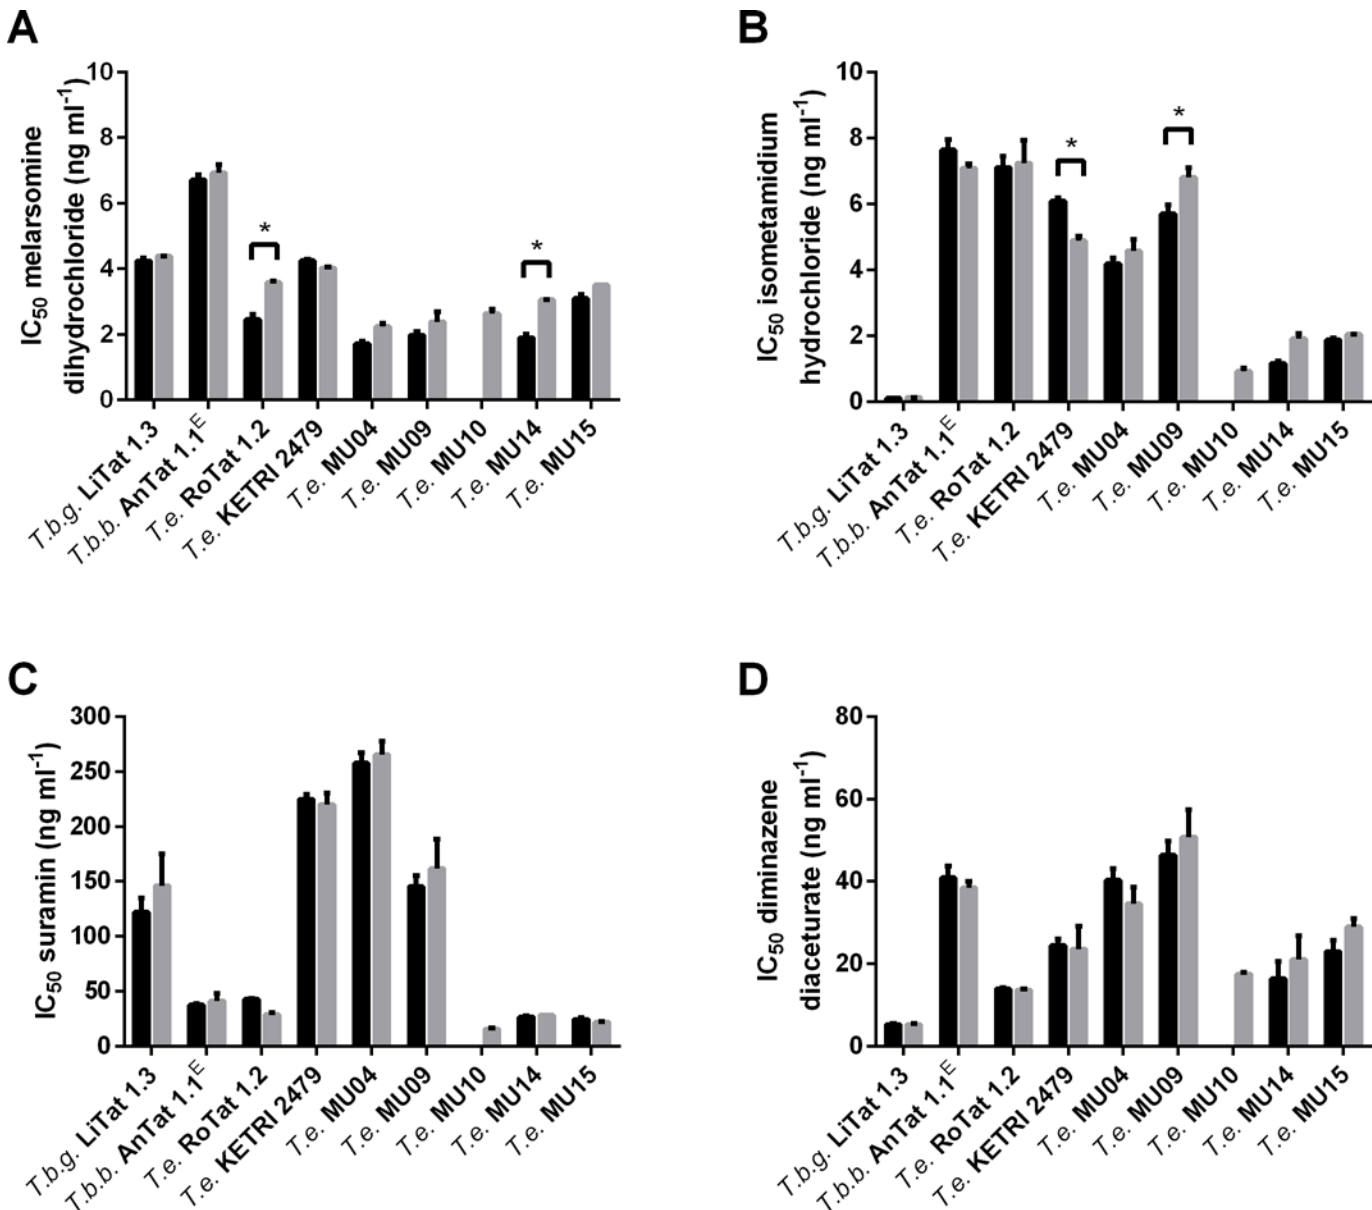 A
IC50 melarsomine
dihydrochloride (ng ml-1)
10
8
6
4
2
0
*
*
T.b.g. LiTat 1.3
T.b.b. AnTat 1.1E
T.e. RoTat 1.2
T.e. KETRI 2479
T.e. MU04
T.e. MU09
T.e. MU10
T.e. MU14
T.e. MU15
B
IC50 isometamidium
hydrochloride (ng ml-1)
10
8
6
4
2
0
*
*
T.b.g. LiTat 1.3
T.b.b. AnTat 1.1E
T.e. RoTat 1.2
T.e. KETRI 2479
T.e. MU04
T.e. MU09
T.e. MU10
T.e. MU14
T.e. MU15
C
IC50 suramin (ng ml-1)
300
250
200
150
100
50
0
T.b.g. LiTat 1.3
T.b.b. AnTat 1.1E
T.e. RoTat 1.2
T.e. KETRI 2479
T.e. MU04
T.e. MU09
T.e. MU10
T.e. MU14
T.e. MU15
D
IC50 diminazene
diaceturate (ng ml-1)
80
60
40
20
0
T.b.g. LiTat 1.3
T.b.b. AnTat 1.1E
T.e. RoTat 1.2
T.e. KETRI 2479
T.e. MU04
T.e. MU09
T.e. MU10
T.e. MU14
T.e. MU15